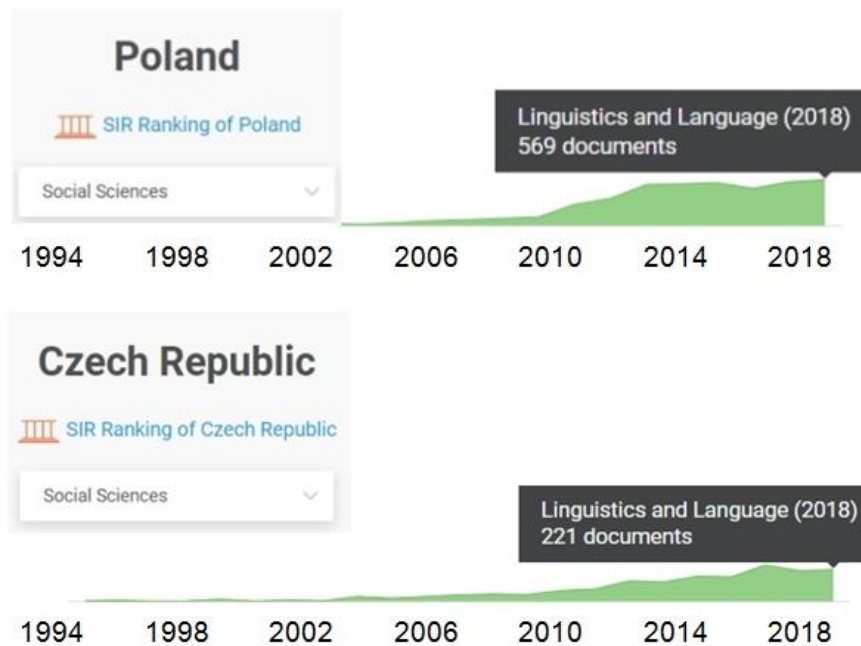 Poland
SIR Ranking of Poland
Social Sciences
Linguistics and Language (2018)
569 documents
1994 1998 2002 2006 2010 2014 2018
Czech Republic
SIR Ranking of Czech Republic
Social Sciences
Linguistics and Language (2018)
221 documents
1994 1998 2002 2006 2010 2014 2018